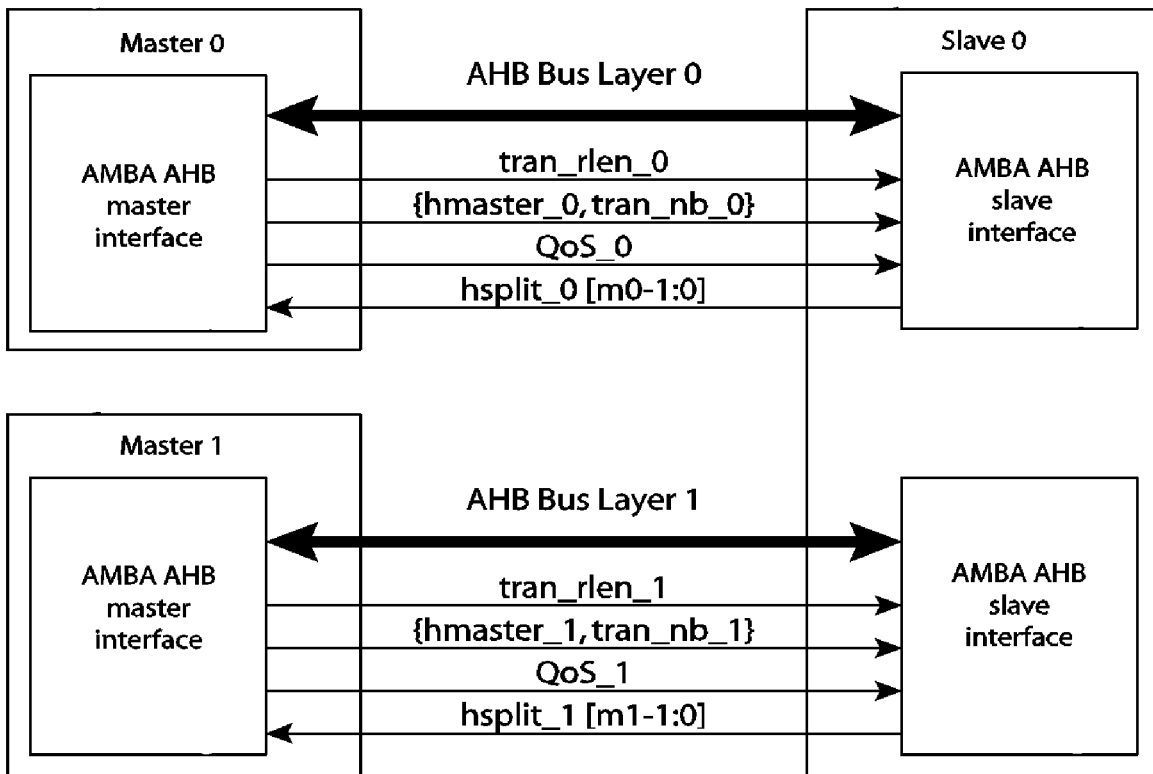 Master 0
Slave 0
AHB Bus Layer 0
AMBA AHB
master
interface
tran_rlen_0
{hmaster_0, tran_nb_0}
QoS_0
hsplit_0 [m0-1:0]
AMBA AHB
slave
interface
Master 1
AHB Bus Layer 1
AMBA AHB
master
interface
tran_rlen_1
{hmaster_1, tran_nb_1}
QoS_1
hsplit_1 [m1-1:0]
AMBA AHB
slave
interface